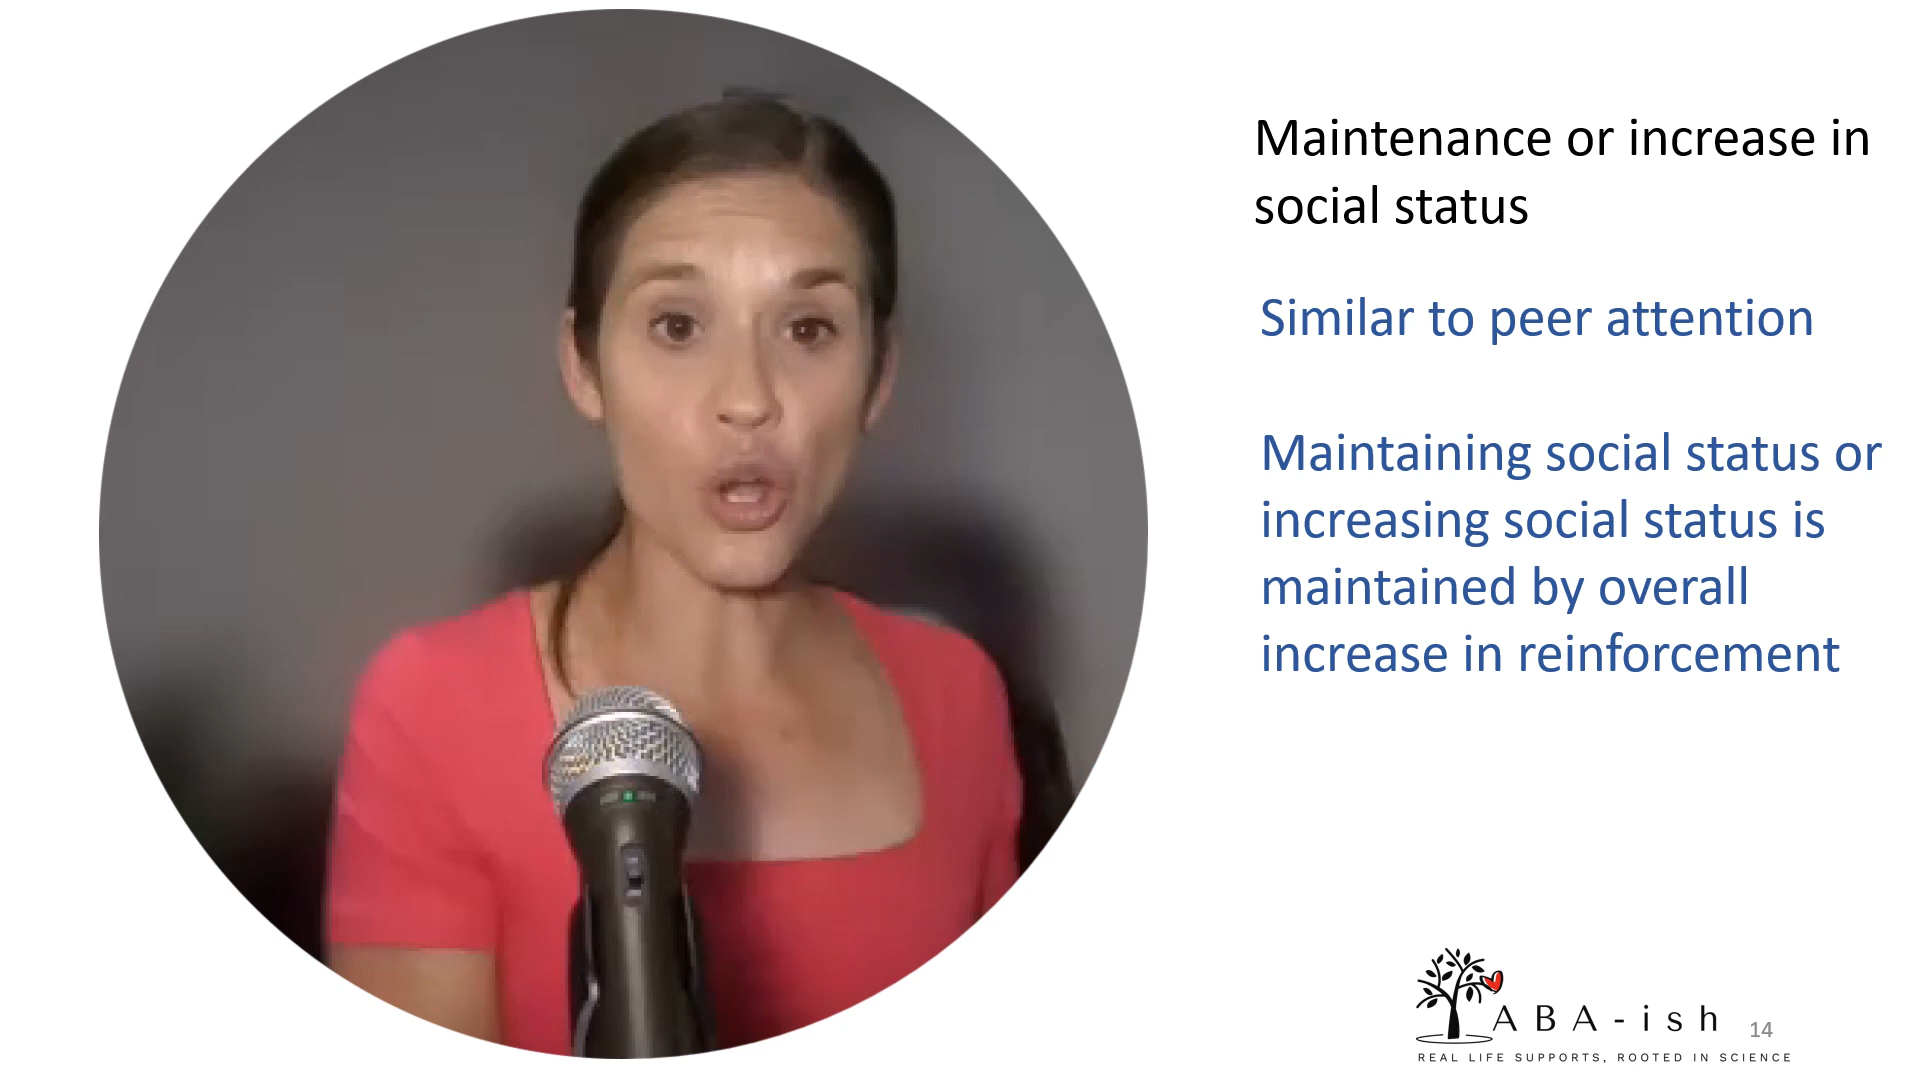 Maintenance or increase in
social status
Similar to peer attention
Maintaining social status or
increasing social status is
maintained by overall
increase in reinforcement
ABA-ish
14
REAL LIFE SUPPORTS, ROOTED IN SCIENCE